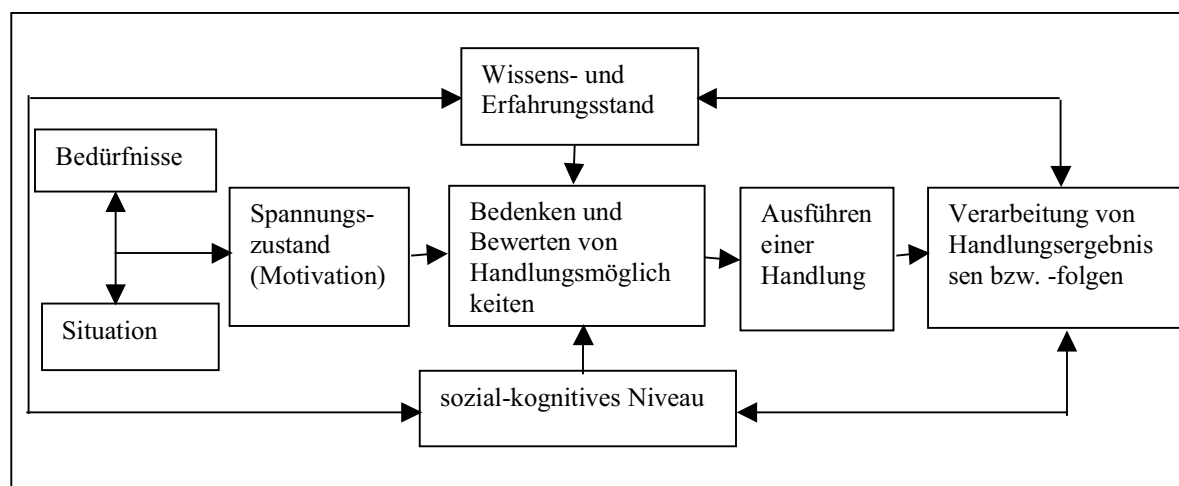 Wissens- und
Erfahrungsstand
Bedürfnisse
Spannungs-
zustand
(Motivation)
Bedenken und
Bewerten von
Handlungsmöglich
keiten
Ausführen
einer
Handlung
Verarbeitung von
Handlungsergebnis
sen bzw. -folgen
Situation
sozial-kognitives Niveau